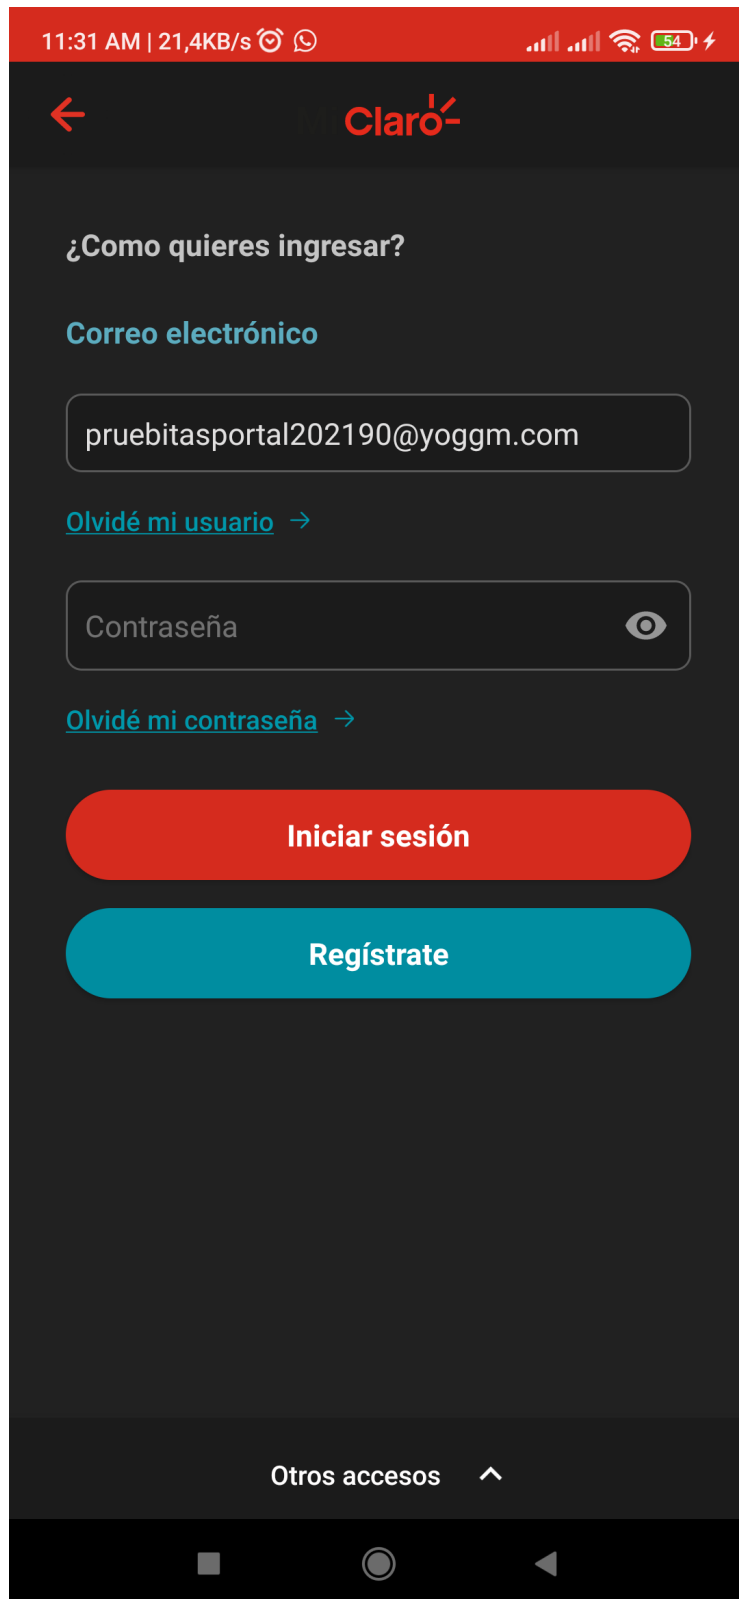 11:31 AM | 21,4KB/s 54
Mi Claro
¿Como quieres ingresar?
Correo electrónico
pruebitasportal202190@yoggm.com
Olvidé mi usuario →
Contraseña
Olvidé mi contraseña →
Iniciar sesión
Regístrate
Otros accesos